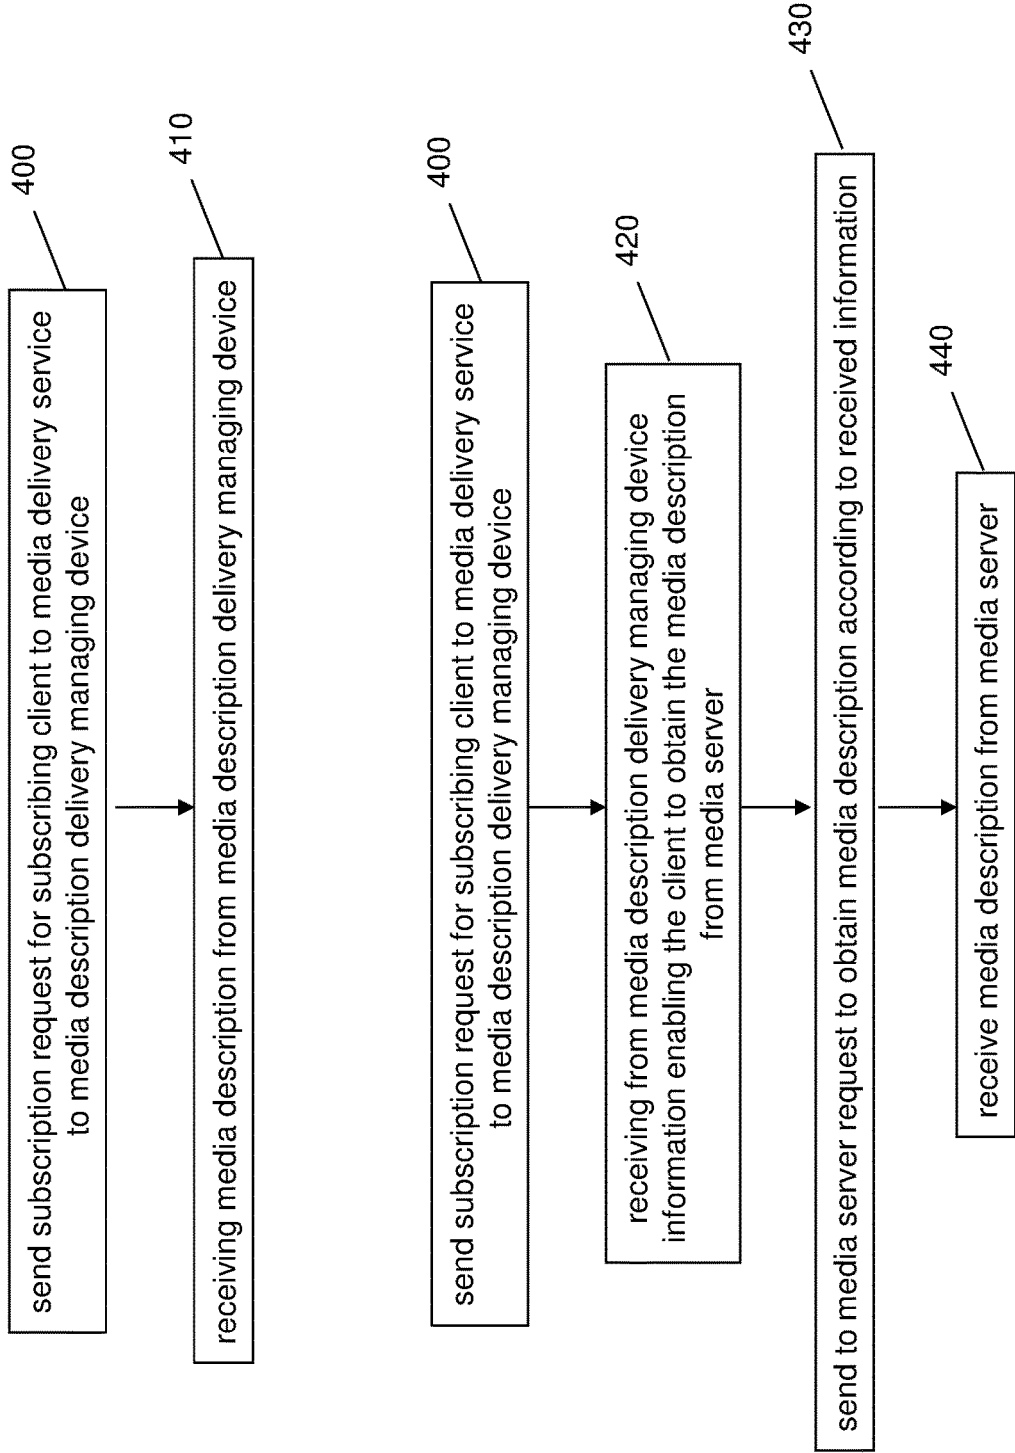 400
send subscription request for subscribing client to media delivery service
to media description delivery managing device
410
receiving media description from media description delivery managing device
400
send subscription request for subscribing client to media delivery service
to media description delivery managing device
420
receiving from media description delivery managing device
information enabling the client to obtain the media description
from media server
430
send to media server request to obtain media description according to received information
440
receive media description from media server